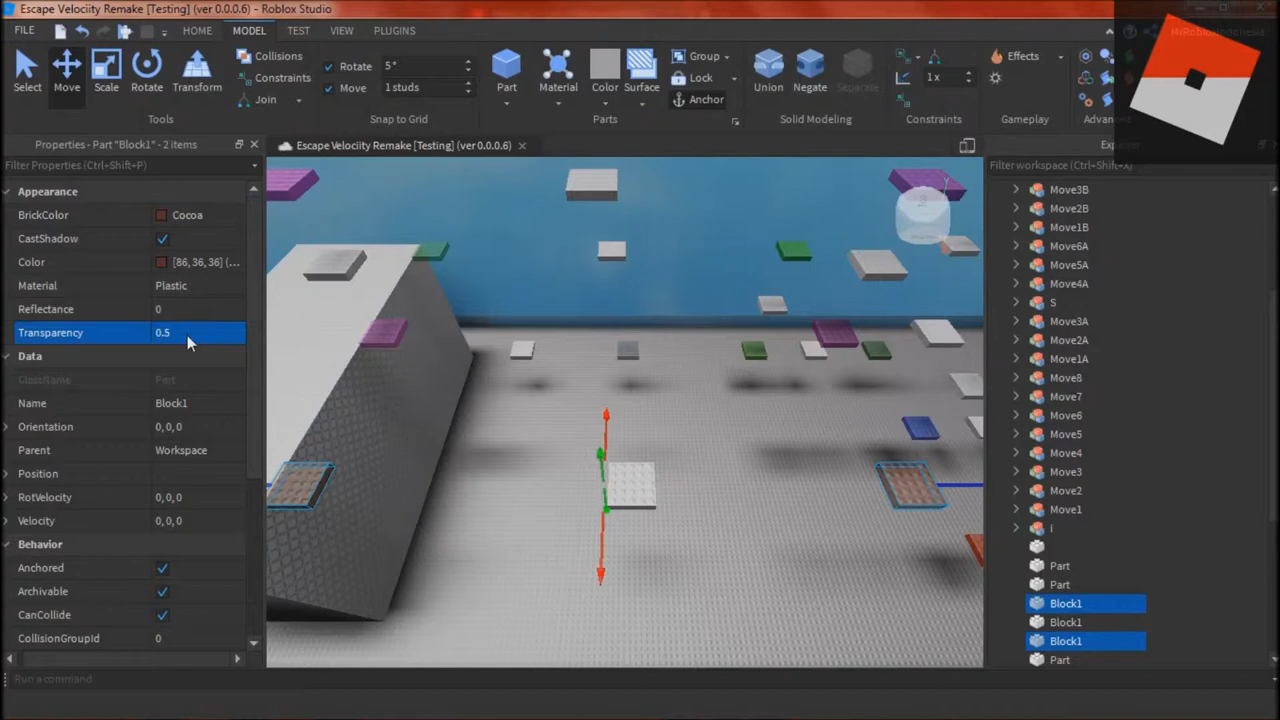 Escape Velociity Remake [Testing] (ver 0.0.0.6) - Roblox Studio
FILE HOME MODEL TEST VIEW PLUGINS
MyRobloxIndonesia
Select Move Scale Rotate Transform
Collisions
Constraints
Join
Rotate 5°
Move 1 studs
Part Material Color Surface
Group
Lock
Anchor
Union Negate Separate
1 x
Effects
Tools Snap to Grid Parts Solid Modeling Constraints Gameplay Advanc
Properties - Part "Block1" - 2 items
Filter Properties (Ctrl+Shift+P)
Appearance
BrickColor Cocoa
CastShadow
Color [86, 36, 36] (...
Material Plastic
Reflectance 0
Transparency 0.5
Data
ClassName Part
Name Block1
Orientation 0, 0, 0
Parent Workspace
Position
RotVelocity 0, 0, 0
Velocity 0, 0, 0
Behavior
Anchored
Archivable
CanCollide
CollisionGroupId 0
Escape Velociity Remake [Testing] (ver 0.0.0.6)
Filter workspace (Ctrl+Shift+X)
Move3B
Move2B
Move1B
Move6A
Move5A
Move4A
S
Move3A
Move2A
Move1A
Move8
Move7
Move6
Move5
Move4
Move3
Move2
Move1
i
Part
Part
Block1
Block1
Block1
Part
Run a command